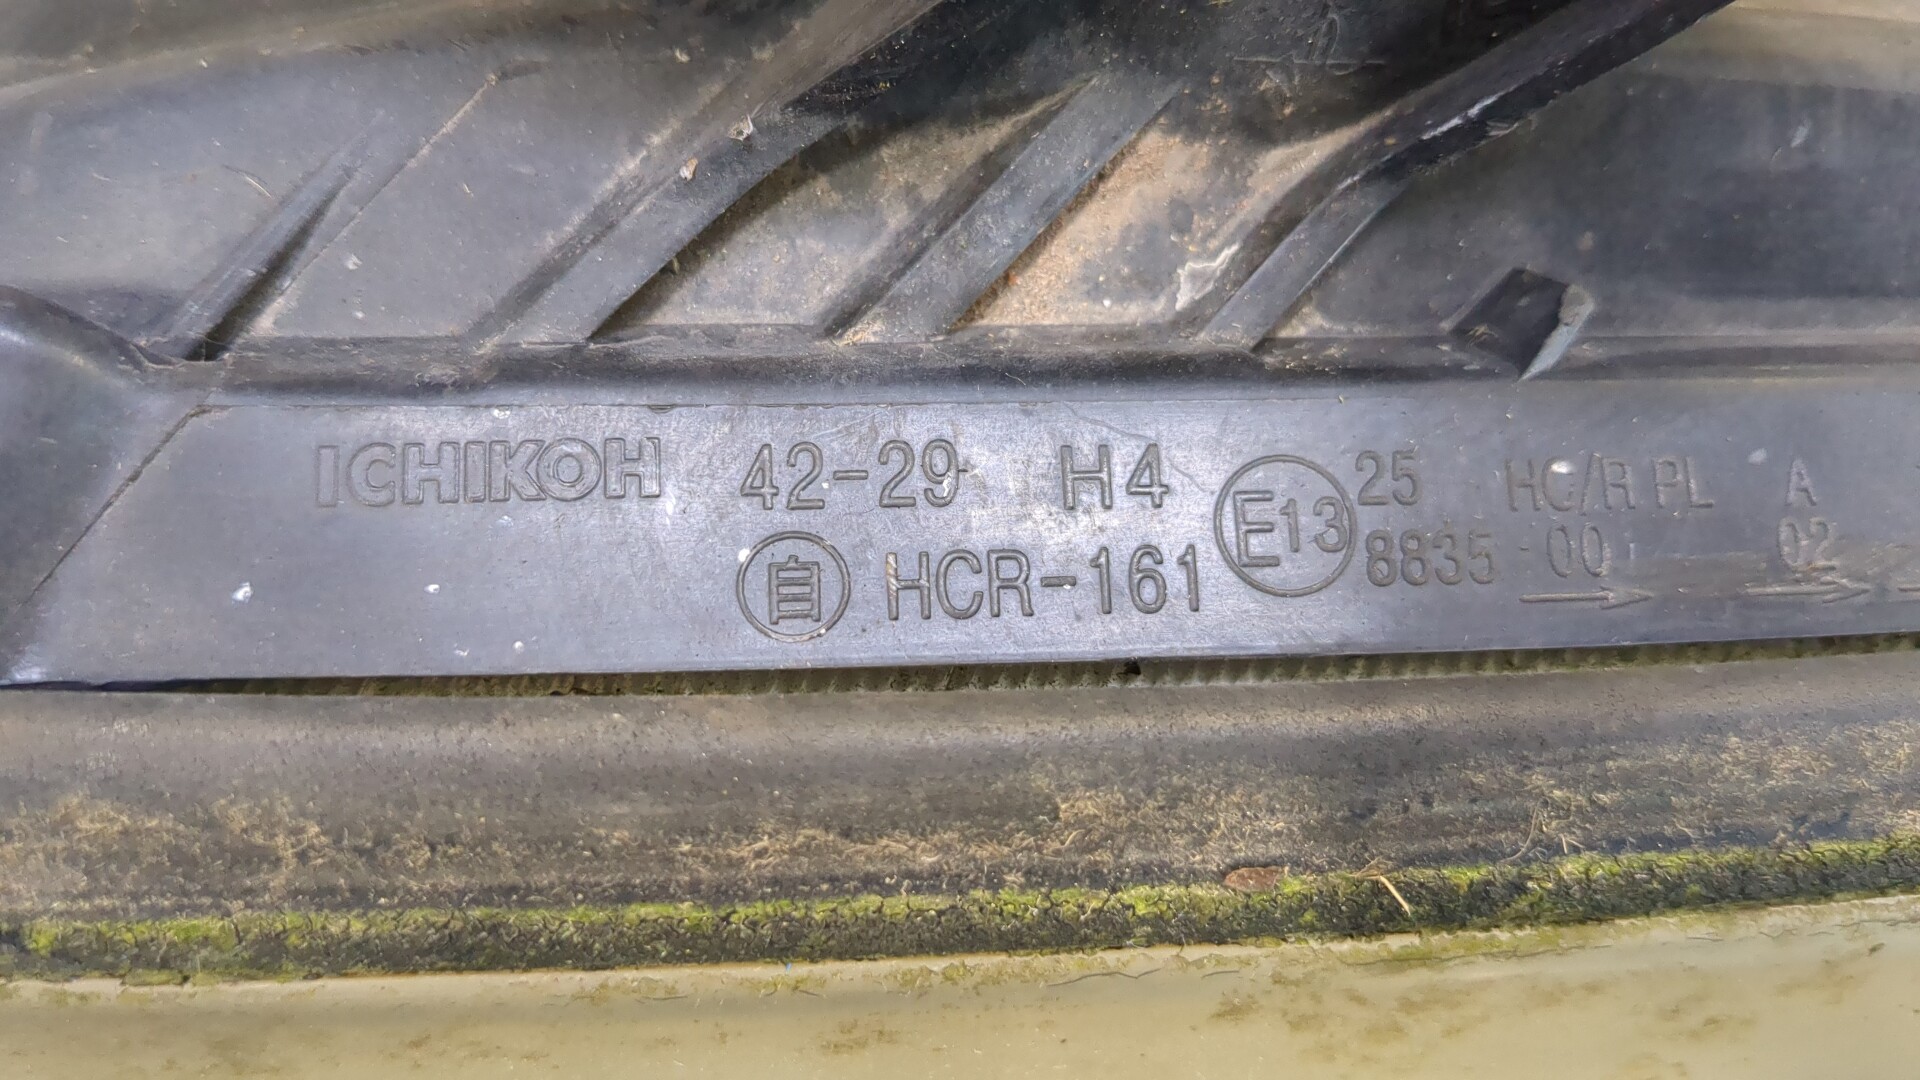 ICHIKOH 42-29 H4 E13 25 HC/R PL A
自 HCR-161 8835 00 02